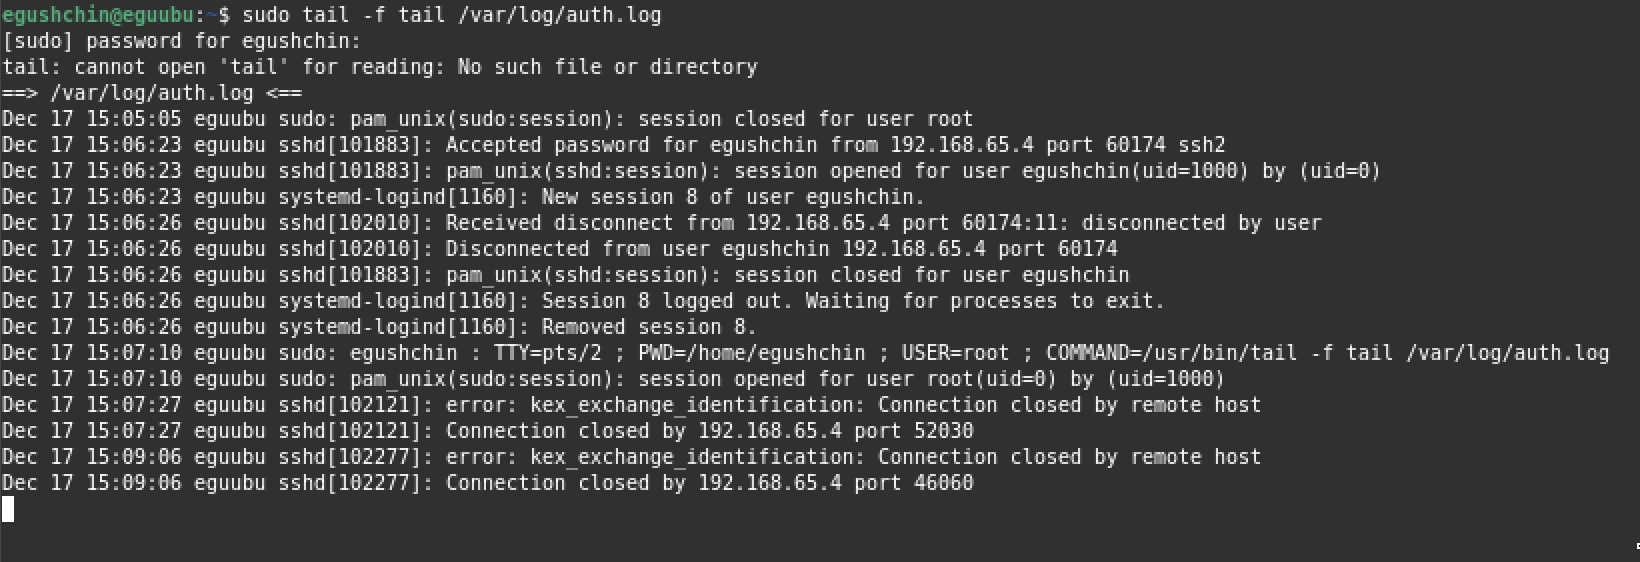 egushchin@eguubu:~$ sudo tail -f tail /var/log/auth.log
[sudo] password for egushchin:
tail: cannot open 'tail' for reading: No such file or directory
==> /var/log/auth.log <==
Dec 17 15:05:05 eguubu sudo: pam_unix(sudo:session): session closed for user root
Dec 17 15:06:23 eguubu sshd[101883]: Accepted password for egushchin from 192.168.65.4 port 60174 ssh2
Dec 17 15:06:23 eguubu sshd[101883]: pam_unix(sshd:session): session opened for user egushchin(uid=1000) by (uid=0)
Dec 17 15:06:23 eguubu systemd-logind[1160]: New session 8 of user egushchin.
Dec 17 15:06:26 eguubu sshd[102010]: Received disconnect from 192.168.65.4 port 60174:11: disconnected by user
Dec 17 15:06:26 eguubu sshd[102010]: Disconnected from user egushchin 192.168.65.4 port 60174
Dec 17 15:06:26 eguubu sshd[101883]: pam_unix(sshd:session): session closed for user egushchin
Dec 17 15:06:26 eguubu systemd-logind[1160]: Session 8 logged out. Waiting for processes to exit.
Dec 17 15:06:26 eguubu systemd-logind[1160]: Removed session 8.
Dec 17 15:07:10 eguubu sudo: egushchin : TTY=pts/2 ; PWD=/home/egushchin ; USER=root ; COMMAND=/usr/bin/tail -f tail /var/log/auth.log
Dec 17 15:07:10 eguubu sudo: pam_unix(sudo:session): session opened for user root(uid=0) by (uid=1000)
Dec 17 15:07:27 eguubu sshd[102121]: error: kex_exchange_identification: Connection closed by remote host
Dec 17 15:07:27 eguubu sshd[102121]: Connection closed by 192.168.65.4 port 52030
Dec 17 15:09:06 eguubu sshd[102277]: error: kex_exchange_identification: Connection closed by remote host
Dec 17 15:09:06 eguubu sshd[102277]: Connection closed by 192.168.65.4 port 46060